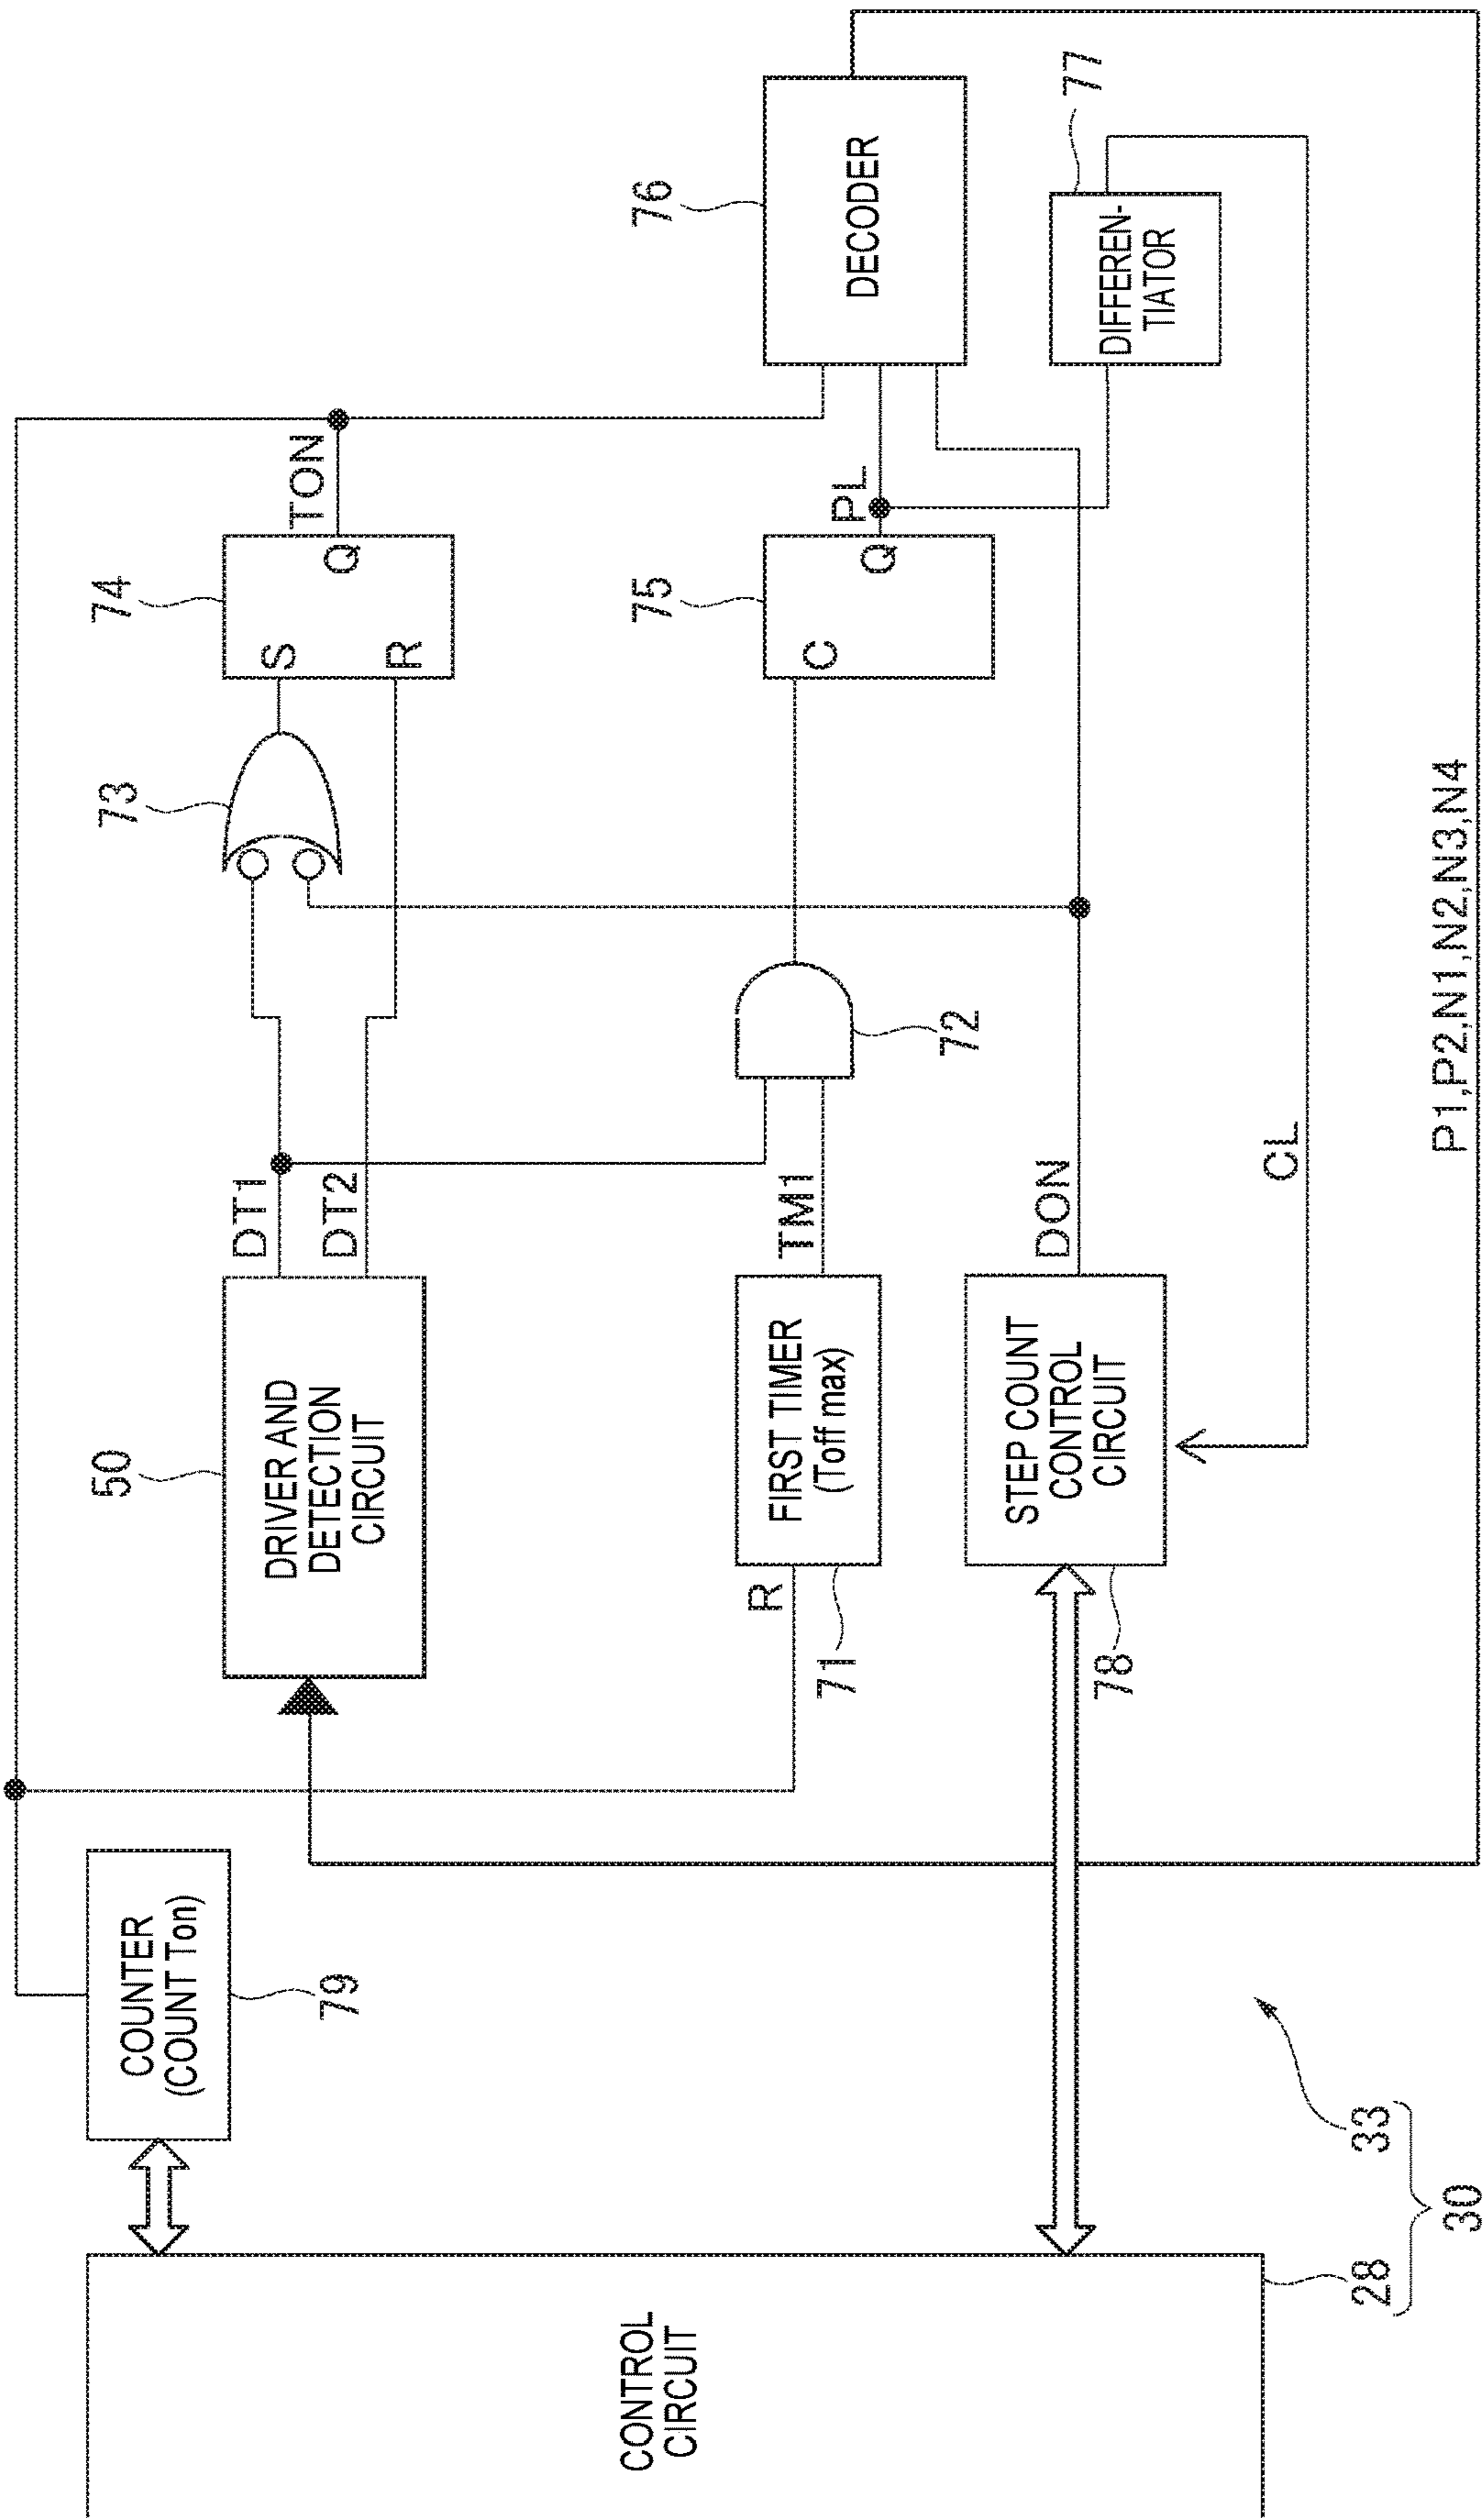 CONTROL
CIRCUIT
28
33
30
COUNTER
(COUNT Ton)
79
50
DRIVER AND
DETECTION
CIRCUIT
DT1
DT2
73
74
S
R
Q
TON
R
FIRST TIMER
(Toff max)
71
TM1
72
75
C
Q
PL
76
DECODER
STEP COUNT
CONTROL
CIRCUIT
78
DON
77
DIFFEREN-
TIATOR
CL
P1,P2,N1,N2,N3,N4